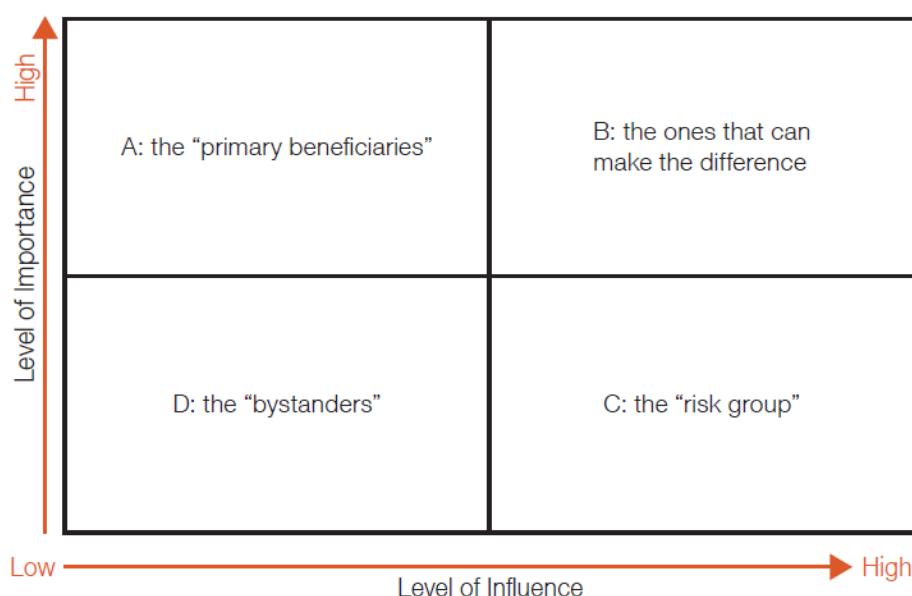 High
Level of Importance
A: the “primary beneficiaries”
B: the ones that can
make the difference
D: the “bystanders”
C: the “risk group”
Low
High
Level of Influence